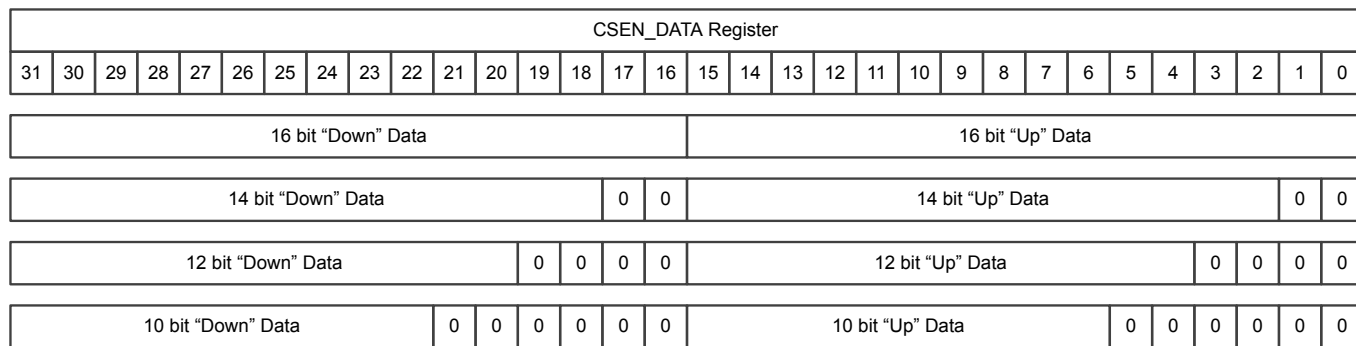 CSEN_DATA Register
31 30 29 28 27 26 25 24 23 22 21 20 19 18 17 16 15 14 13 12 11 10 9 8 7 6 5 4 3 2 1 0
16 bit “Down” Data 16 bit “Up” Data
14 bit “Down” Data 0 0 14 bit “Up” Data 0 0
12 bit “Down” Data 0 0 0 0 12 bit “Up” Data 0 0 0 0
10 bit “Down” Data 0 0 0 0 0 0 10 bit “Up” Data 0 0 0 0 0 0